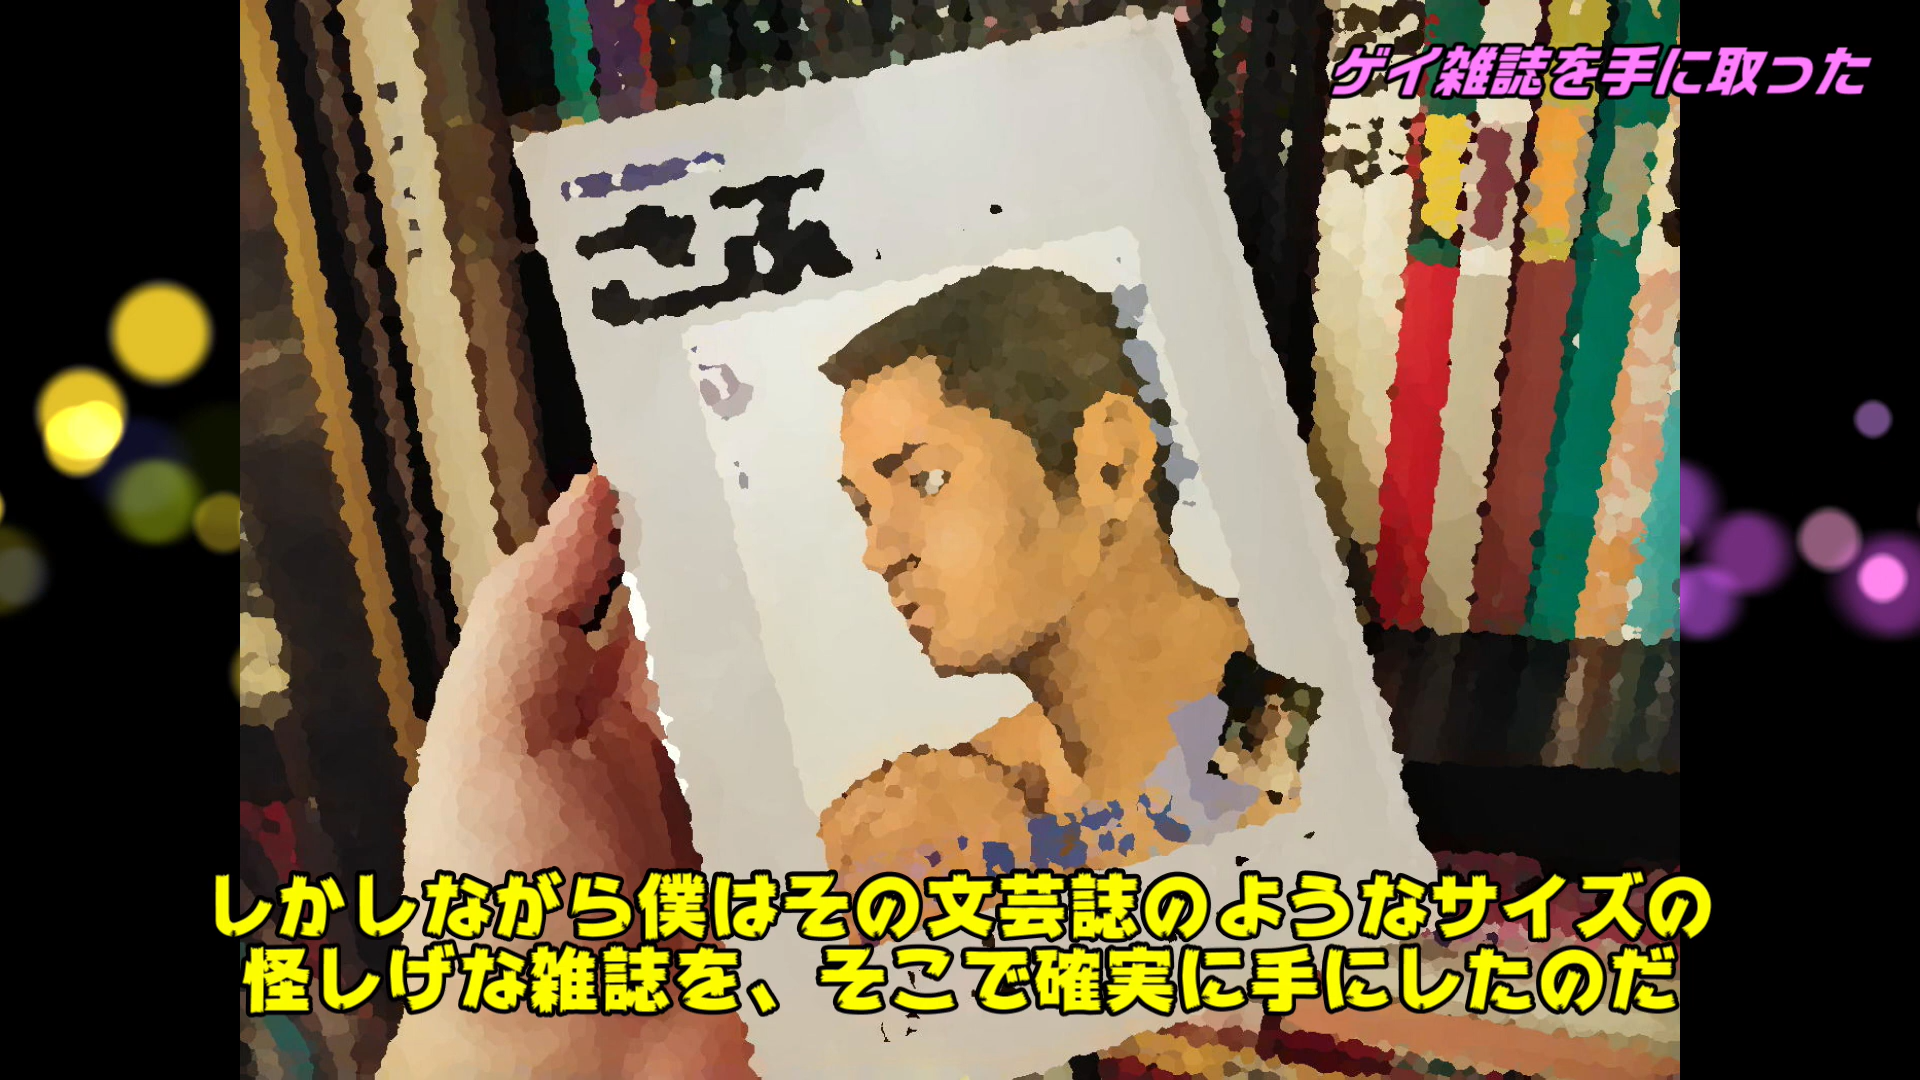 ゲイ雑誌を手に取った
さぶ
しかしながら僕はその文芸誌のようなサイズの
怪しげな雑誌を、そこで確実に手にしたのだ